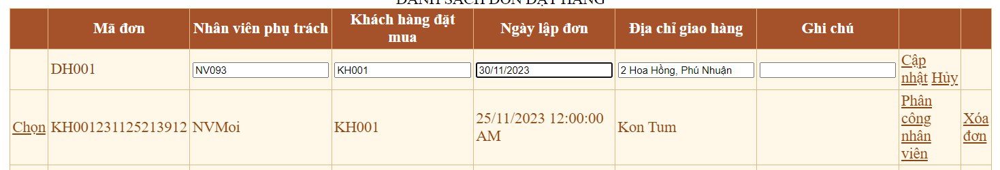 DANH SÁCH ĐƠN ĐẶT HÀNG
Mã đơn Nhân viên phụ trách Khách hàng đặt mua Ngày lập đơn Địa chỉ giao hàng Ghi chú
DH001 NV093 KH001 30/11/2023 2 Hoa Hồng, Phú Nhuận Cập nhật Hủy
Chọn KH001231125213912 NVMoi KH001 25/11/2023 12:00:00 AM Kon Tum Phân công nhân viên Xóa đơn